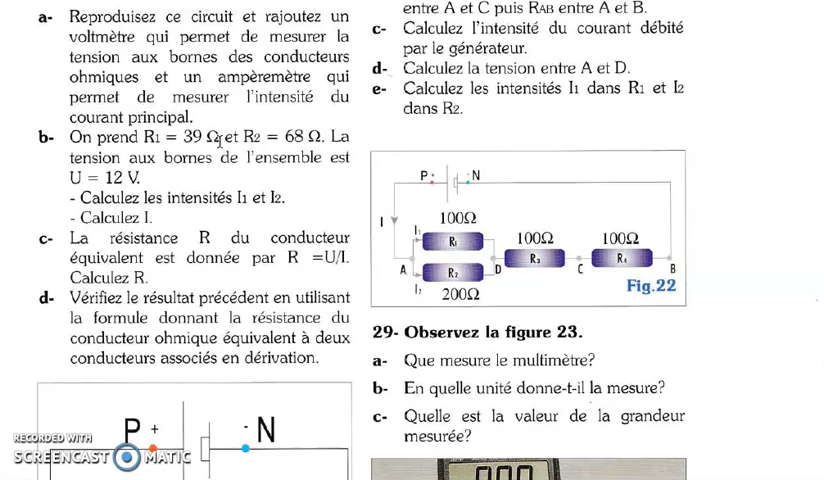 a- Reproduisez ce circuit et rajoutez un
voltmètre qui permet de mesurer la
tension aux bornes des conducteurs
ohmiques et un ampèremètre qui
permet de mesurer l'intensité du
courant principal.
b- On prend R1 = 39 Ω et R2 = 68 Ω. La
tension aux bornes de l'ensemble est
U = 12 V.
- Calculez les intensités I1 et I2.
- Calculez I.
c- La résistance R du conducteur
équivalent est donnée par R =U/I.
Calculez R.
d- Vérifiez le résultat précédent en utilisant
la formule donnant la résistance du
conducteur ohmique équivalent à deux
conducteurs associés en dérivation.
P + - N
RECORDED WITH
SCREENCAST MATIC
entre A et C puis RAB entre A et B.
c- Calculez l'intensité du courant débité
par le générateur.
d- Calculez la tension entre A et D.
e- Calculez les intensités I1 dans R1 et I2
dans R2.
P + - N
I
I1 100Ω
R1
100Ω 100Ω
R3 R4
A D C B
R2
I2 200Ω
Fig.22
29- Observez la figure 23.
a- Que mesure le multimètre?
b- En quelle unité donne-t-il la mesure?
c- Quelle est la valeur de la grandeur
mesurée?